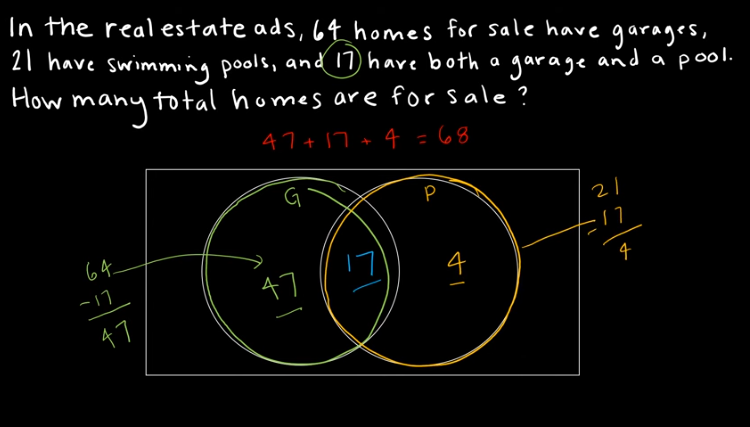 In the real estate ads, 64 homes for sale have garages,
21 have swimming pools, and 17 have both a garage and a pool.
How many total homes are for sale?
47 + 17 + 4 = 68
G
P
21
- 17
4
64
- 17
47
47
17
4